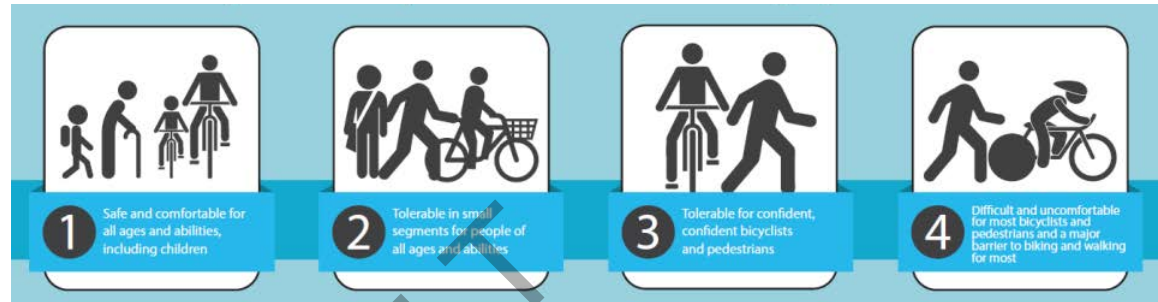 1
Safe and comfortable for
all ages and abilities,
including children
2
Tolerable in small
segments for people of
all ages and abilities
3
Tolerable for confident,
confident bicyclists
and pedestrians
4
Difficult and uncomfortable
for most bicyclists and
pedestrians and a major
barrier to biking and walking
for most